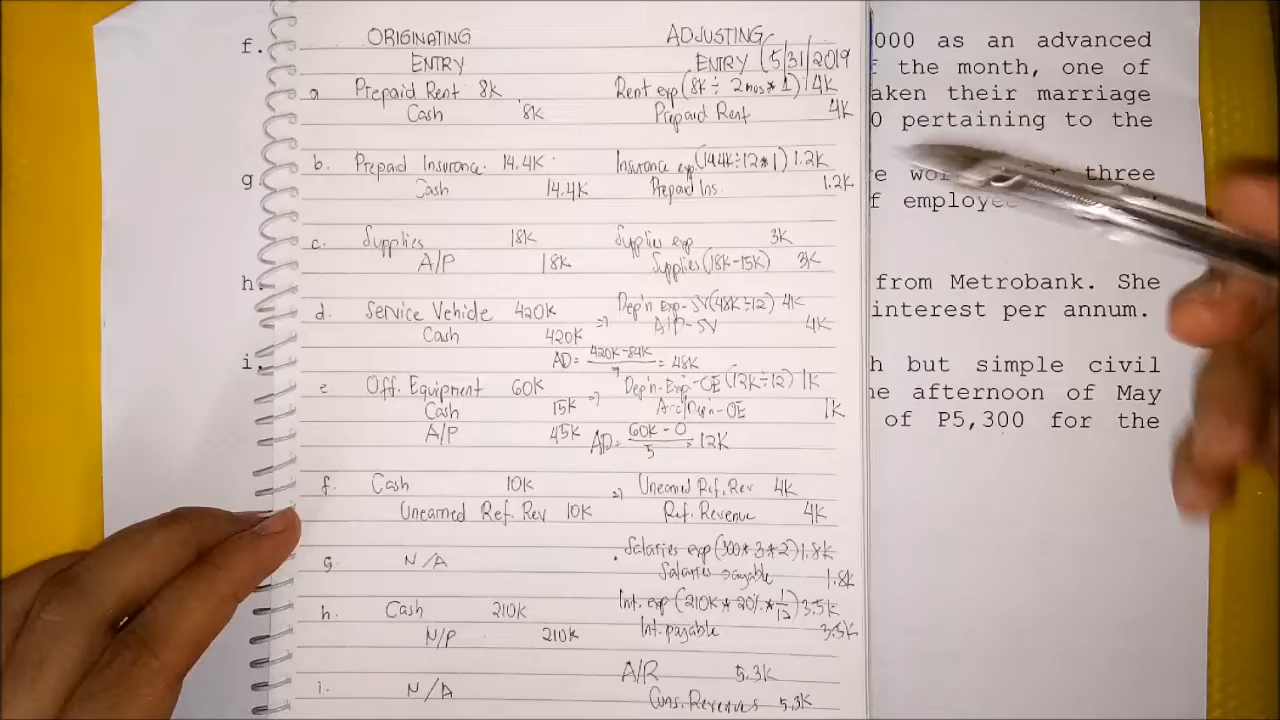 ORIGINATING ADJUSTING
ENTRY ENTRY (5/31/2019
a Prepaid Rent 8K Rent exp (8K ÷ 2mos * 1) 4K
Cash 8K Prepaid Rent 4K
b. Prepaid Insurance 14.4K Insurance exp (14.4K÷12*1) 1.2K
Cash 14.4K Prepaid Ins. 1.2K
c. Supplies 18K Supplies exp 3K
A/P 18K Supplies (18K-15K) 3K
d. Service Vehicle 420K Dep'n Exp-SV (48K÷12) 4K
Cash 420K A/D-SV 4K
AD = 420K-84K / 7 = 48K
e Off. Equipment 60K Dep'n. Exp-OE (12K÷12) 1K
Cash 15K Acc. Dep'n-OE 1K
A/P 45K AD = 60K - 0 / 5 = 12K
f. Cash 10K Unearned Ref. Rev 4K
Unearned Ref. Rev 10K Ref. Revenue 4K
g. N/A Salaries exp (300*3*2) 1.8K
Salaries payable 1.8K
h. Cash 210K Int. exp (210K * 20% * 1/12) 3.5K
N/P 210K Int. payable 3.5K
A/R 5.3K
i. N/A Cons. Revenues 5.3K
f.
g
h.
i.
000 as an advanced
f the month, one of
aken their marriage
0 pertaining to the
three
f
from Metrobank. She
interest per annum.
h but simple civil
he afternoon of May
of P5,300 for the